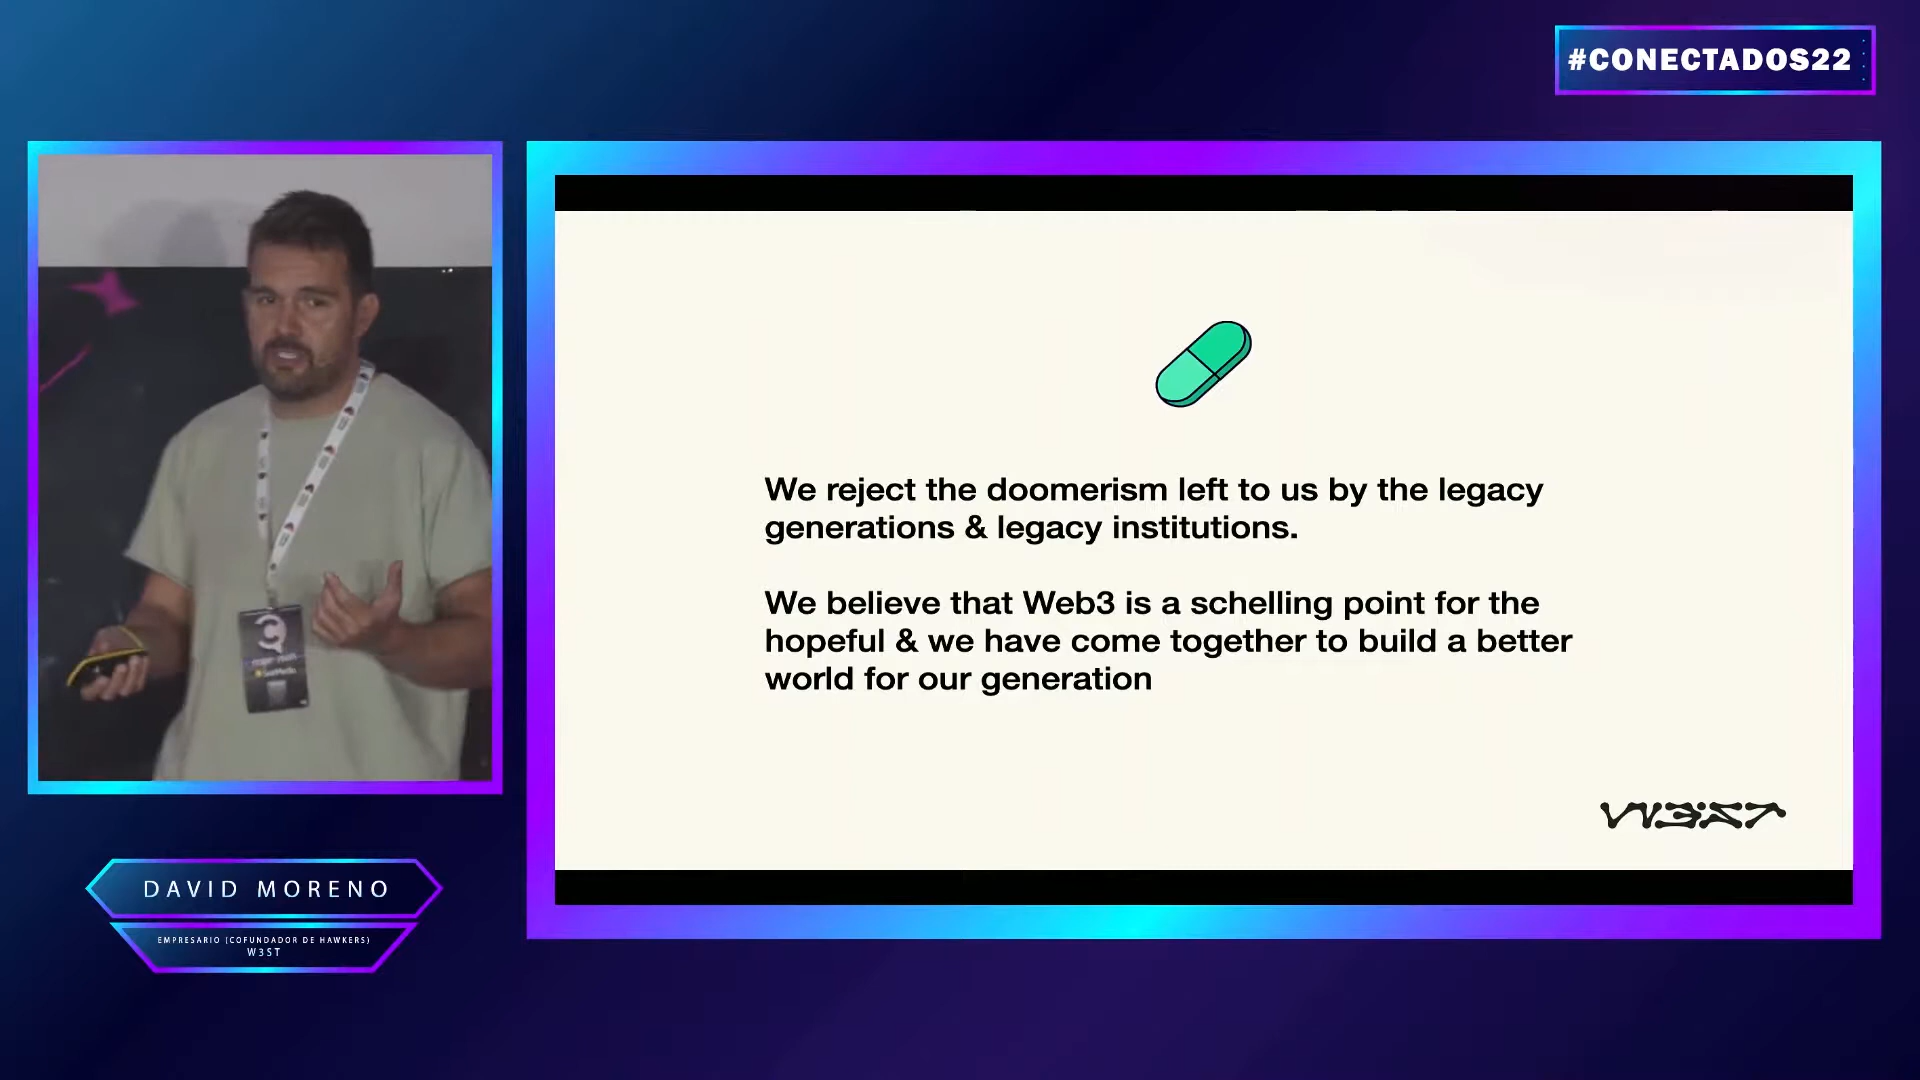 #CONECTADOS22
We reject the doomerism left to us by the legacy
generations & legacy institutions.
We believe that Web3 is a schelling point for the
hopeful & we have come together to build a better
world for our generation
W3ST
DAVID MORENO
EMPRESARIO (COFUNDADOR DE HAWKERS)
W3ST